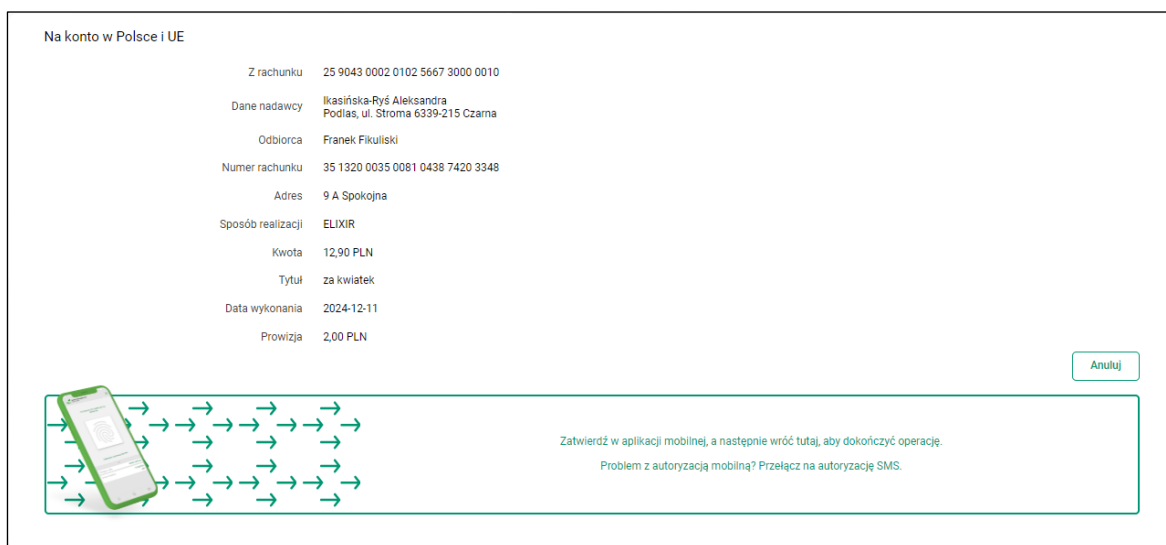 Na konto w Polsce i UE
Z rachunku 25 9043 0002 0102 5667 3000 0010
Dane nadawcy Ikasińska-Ryś Aleksandra
Podlas, ul. Stroma 6339-215 Czarna
Odbiorca Franek Fikuliski
Numer rachunku 35 1320 0035 0081 0438 7420 3348
Adres 9 A Spokojna
Sposób realizacji ELIXIR
Kwota 12,90 PLN
Tytuł za kwiatek
Data wykonania 2024-12-11
Prowizja 2,00 PLN
Anuluj
Zatwierdź w aplikacji mobilnej, a następnie wróć tutaj, aby dokończyć operację.
Problem z autoryzacją mobilną? Przełącz na autoryzację SMS.